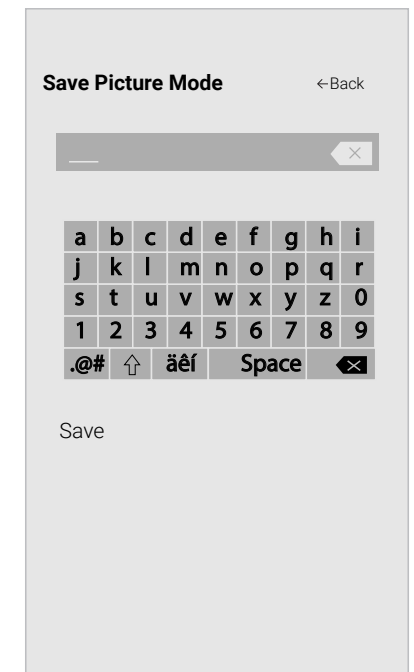 Save Picture Mode ←Back
a b c d e f g h i
j k l m n o p q r
s t u v w x y z 0
1 2 3 4 5 6 7 8 9
.@# äêí Space
Save